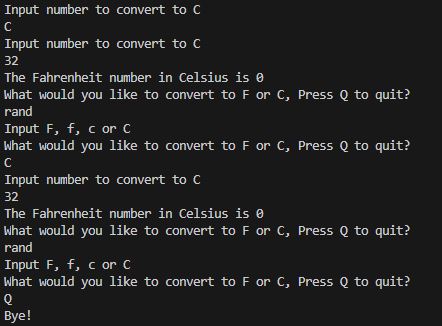 Input number to convert to C
C
Input number to convert to C
32
The Fahrenheit number in Celsius is 0
What would you like to convert to F or C, Press Q to quit?
rand
Input F, f, c or C
What would you like to convert to F or C, Press Q to quit?
C
Input number to convert to C
32
The Fahrenheit number in Celsius is 0
What would you like to convert to F or C, Press Q to quit?
rand
Input F, f, c or C
What would you like to convert to F or C, Press Q to quit?
Q
Bye!